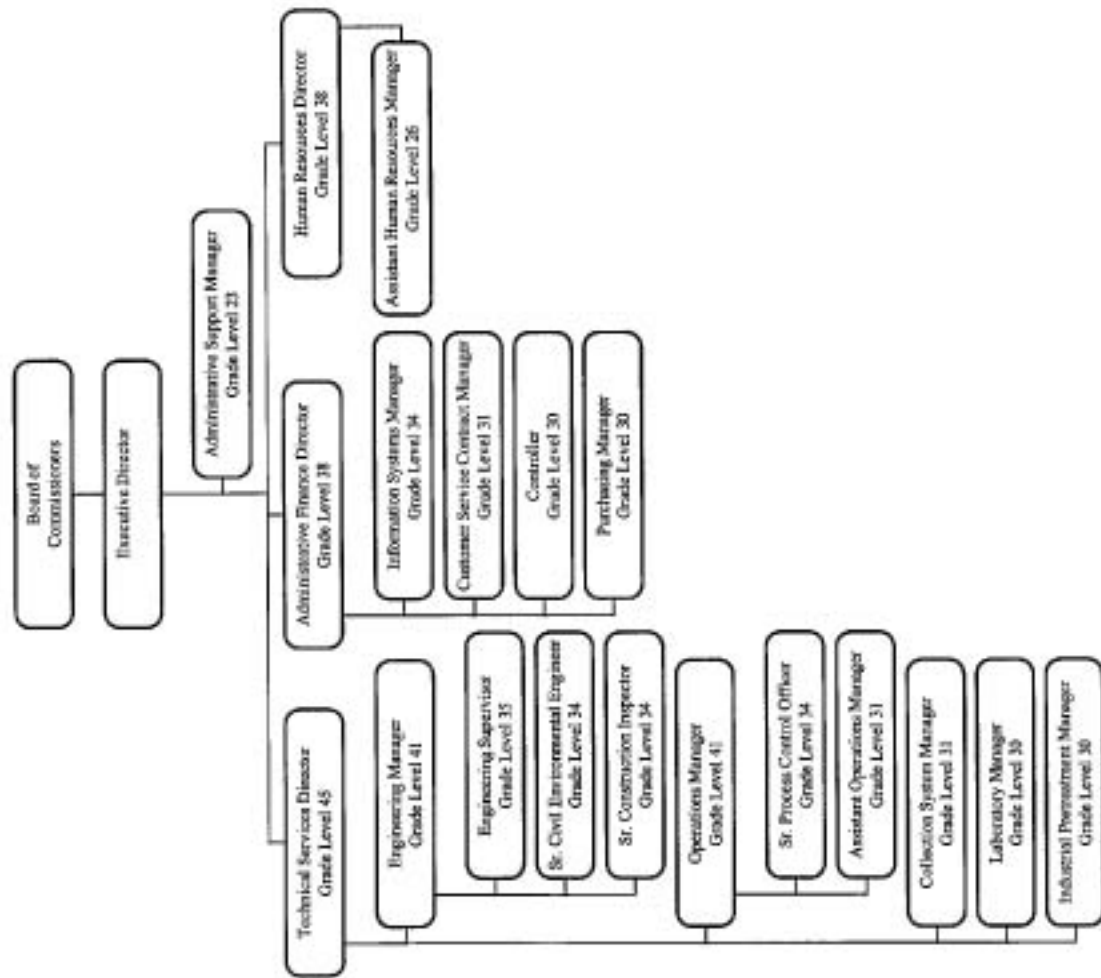 Board of
Commissioners
Executive Director
Administrative Support Manager
Grade Level 23
Technical Services Director
Grade Level 45
Engineering Manager
Grade Level 41
Engineering Supervisor
Grade Level 35
Sr. Civil Environmental Engineer
Grade Level 34
Sr. Construction Inspector
Grade Level 34
Operations Manager
Grade Level 41
Sr. Process Control Officer
Grade Level 34
Assistant Operations Manager
Grade Level 31
Collection System Manager
Grade Level 31
Laboratory Manager
Grade Level 30
Industrial Pretreatment Manager
Grade Level 30
Administrative Finance Director
Grade Level 38
Information Systems Manager
Grade Level 34
Customer Service Contract Manager
Grade Level 31
Controller
Grade Level 30
Purchasing Manager
Grade Level 30
Human Resources Director
Grade Level 38
Assistant Human Resources Manager
Grade Level 26